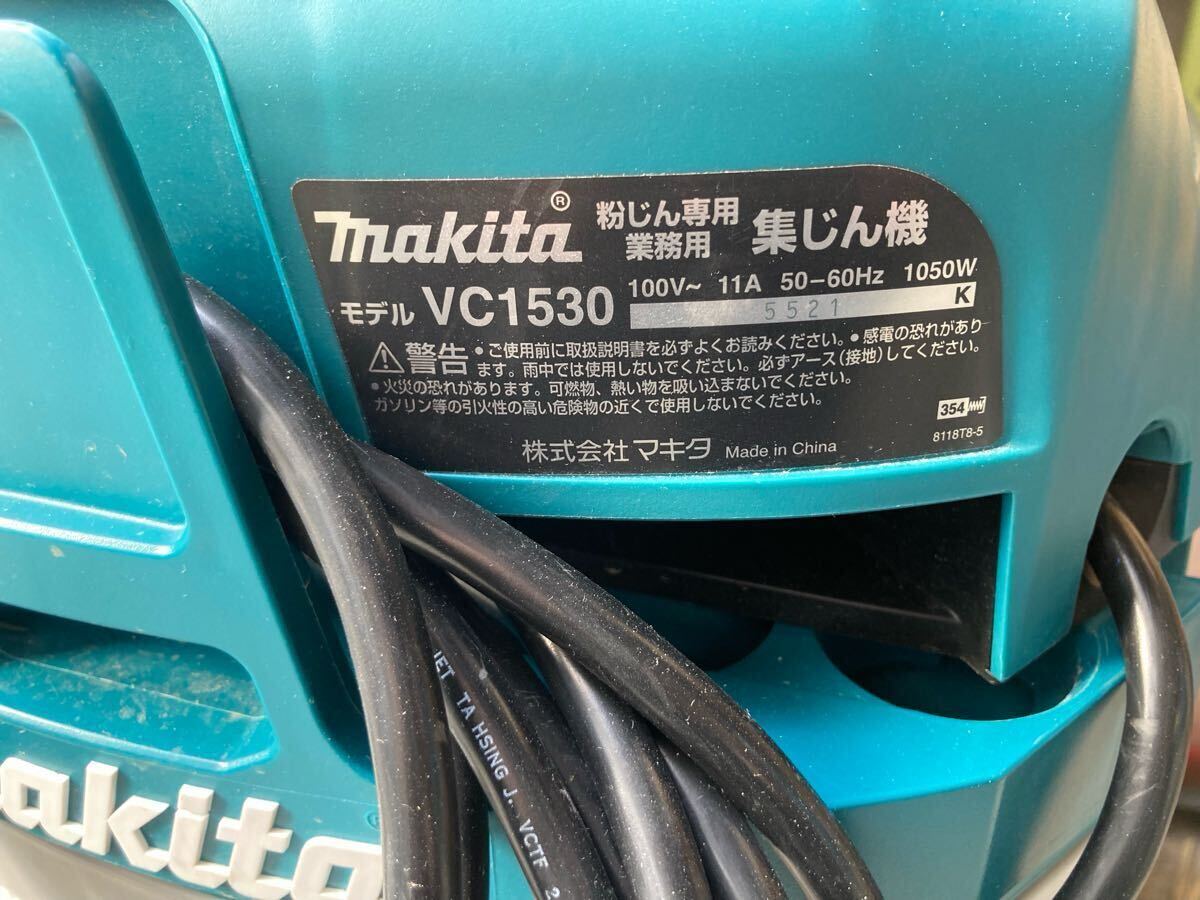 makita®
粉じん専用
業務用
集じん機
モデル VC1530
100V~ 11A 50-60Hz 1050W
5521
K
⚠警告 •ご使用前に取扱説明書を必ずよくお読みください。•感電の恐れがあり
ます。雨中では使用しないでください。必ずアース(接地)してください。
•火災の恐れがあります。可燃物、熱い物を吸い込まないでください。
ガソリン等の引火性の高い危険物の近くで使用しないでください。
354
8118T8-5
株式会社マキタ Made in China
JET TA HSING J. VCTF 2
akita